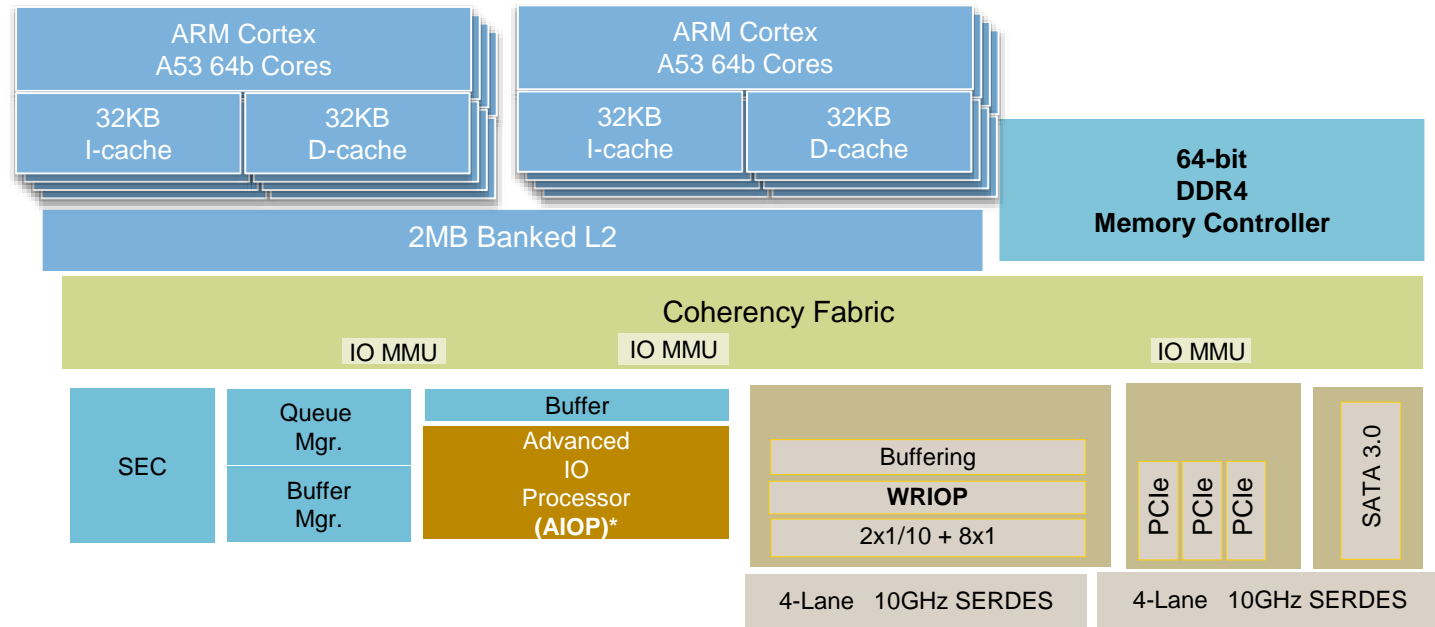 ARM Cortex
A53 64b Cores
32KB
I-cache
32KB
D-cache
ARM Cortex
A53 64b Cores
32KB
I-cache
32KB
D-cache
64-bit
DDR4
Memory Controller
2MB Banked L2
Coherency Fabric
IO MMU
IO MMU
IO MMU
SEC
Queue
Mgr.
Buffer
Mgr.
Buffer
Advanced
IO
Processor
(AIOP)*
Buffering
WRIOP
2x1/10 + 8x1
PCIe
PCIe
PCIe
SATA 3.0
4-Lane 10GHz SERDES
4-Lane 10GHz SERDES